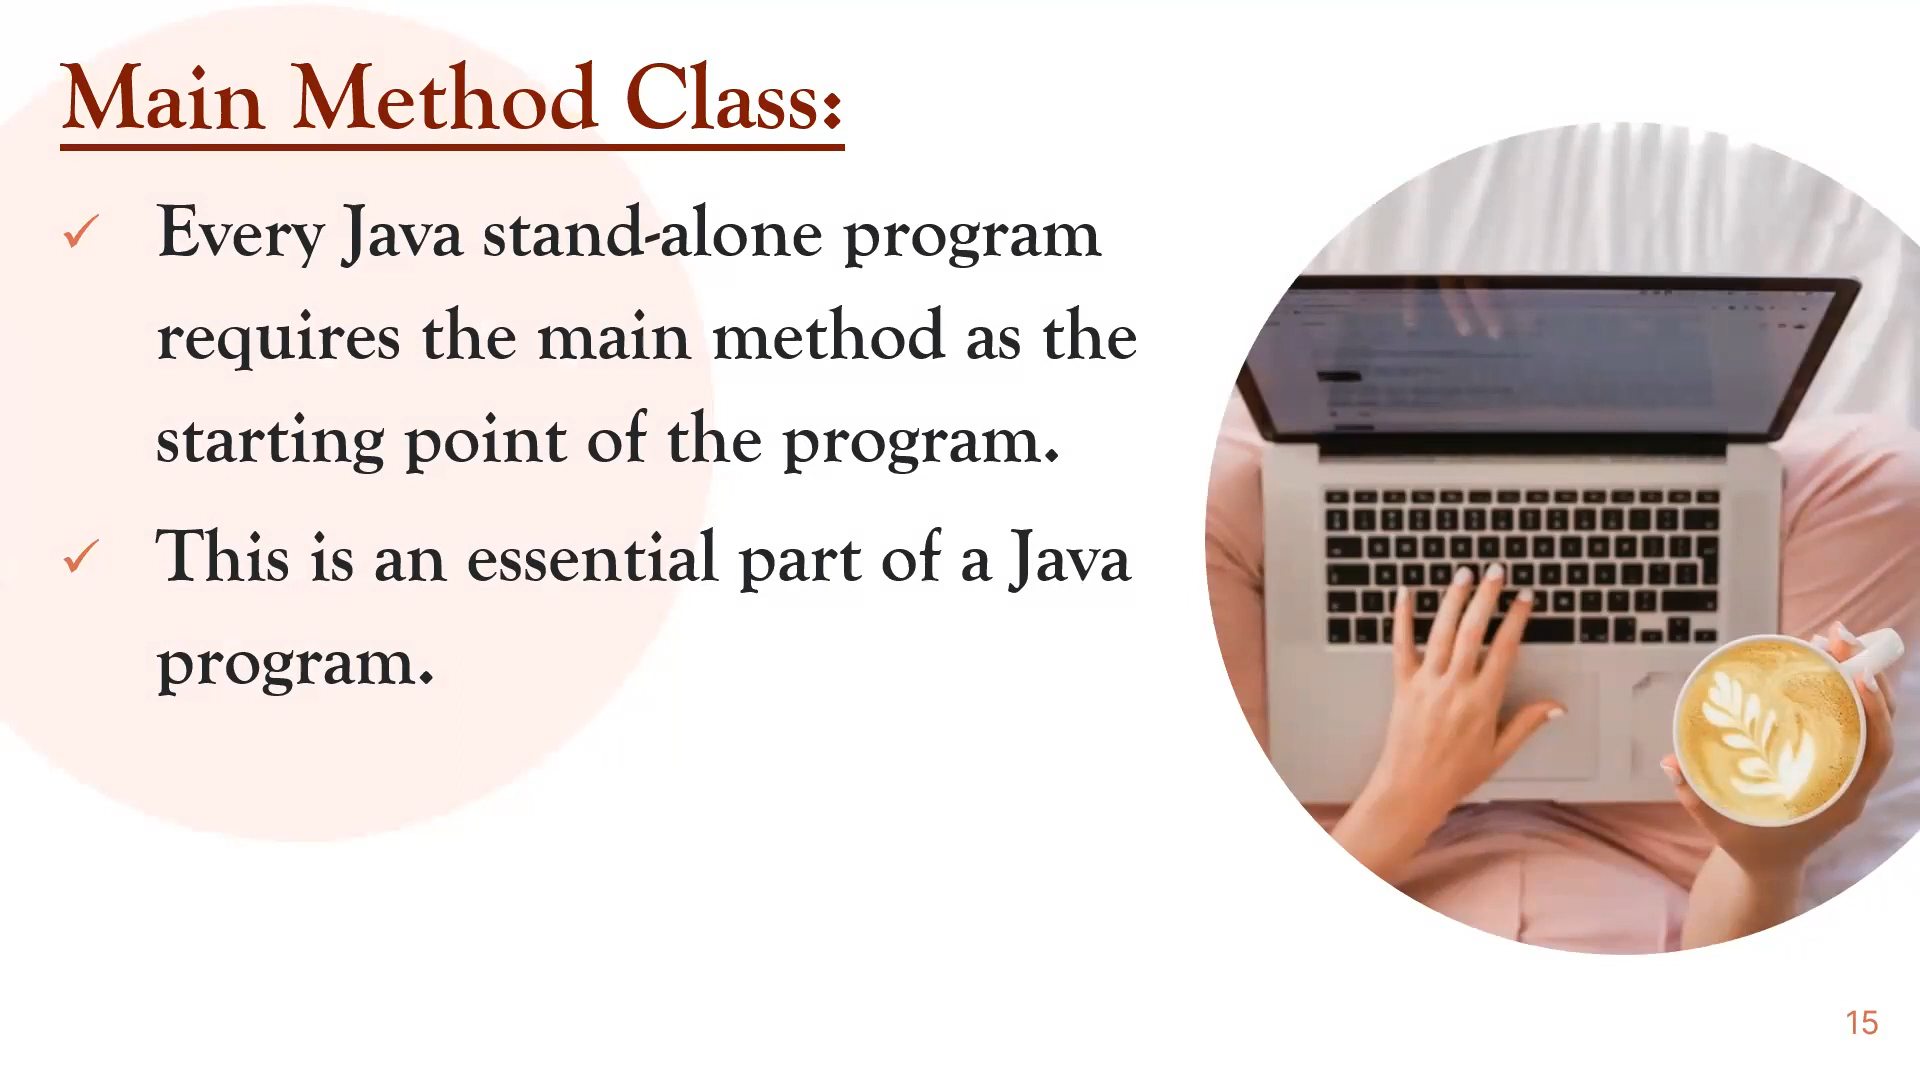 Main Method Class:
✓ Every Java stand-alone program
requires the main method as the
starting point of the program.
✓ This is an essential part of a Java
program.
15